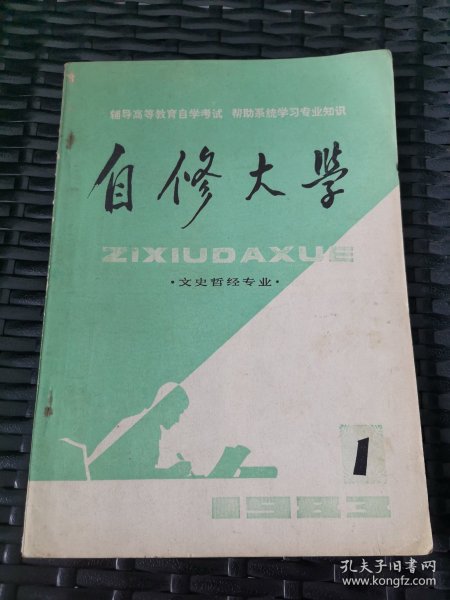 辅导高等教育自学考试 帮助系统学习专业知识
自修大學
ZIXIUDAXUE
·文史哲经专业·
1
1983
孔夫子旧书网
www.kongfz.com